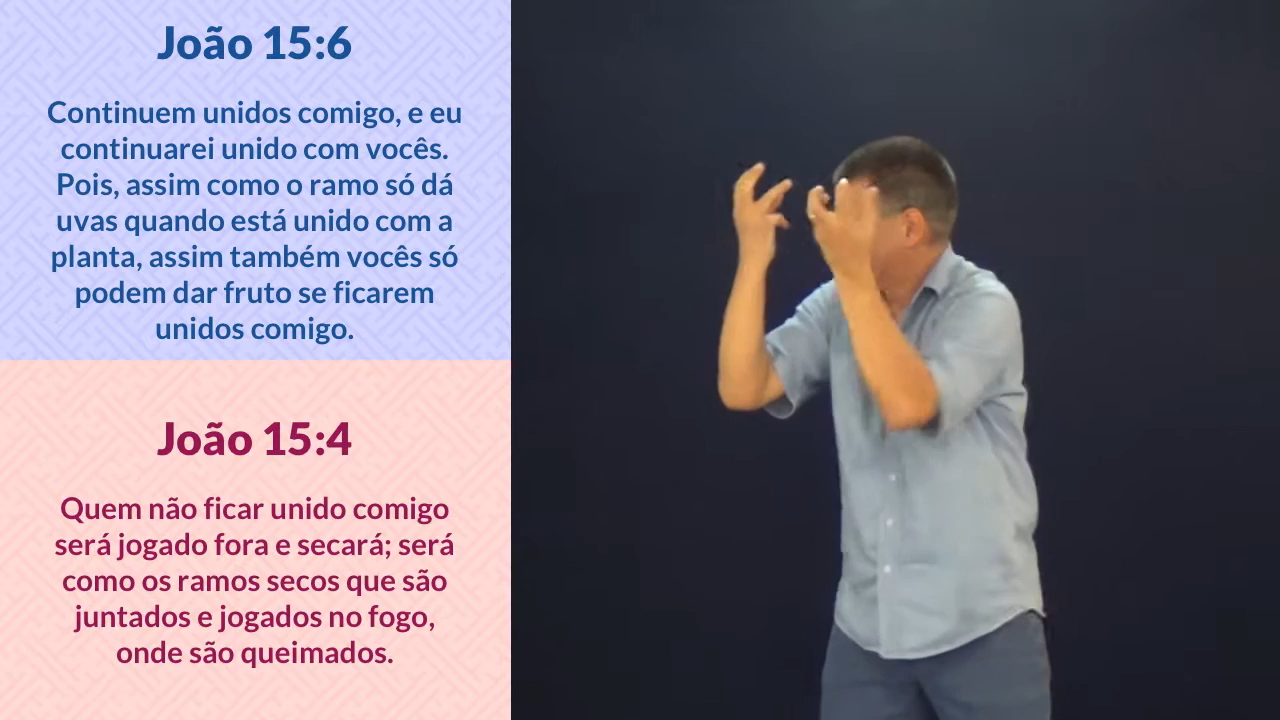 João 15:6
Continuem unidos comigo, e eu
continuarei unido com vocês.
Pois, assim como o ramo só dá
uvas quando está unido com a
planta, assim também vocês só
podem dar fruto se ficarem
unidos comigo.
João 15:4
Quem não ficar unido comigo
será jogado fora e secará; será
como os ramos secos que são
juntados e jogados no fogo,
onde são queimados.